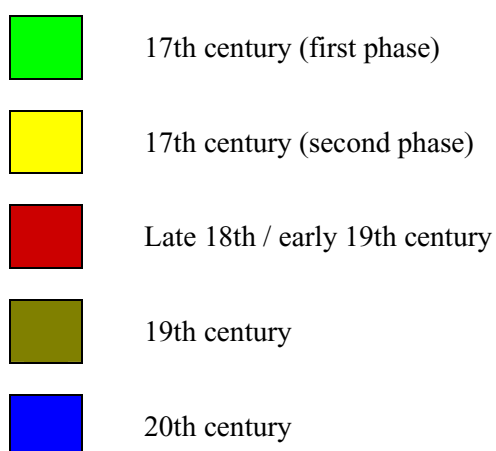 17th century (first phase)
17th century (second phase)
Late 18th / early 19th century
19th century
20th century